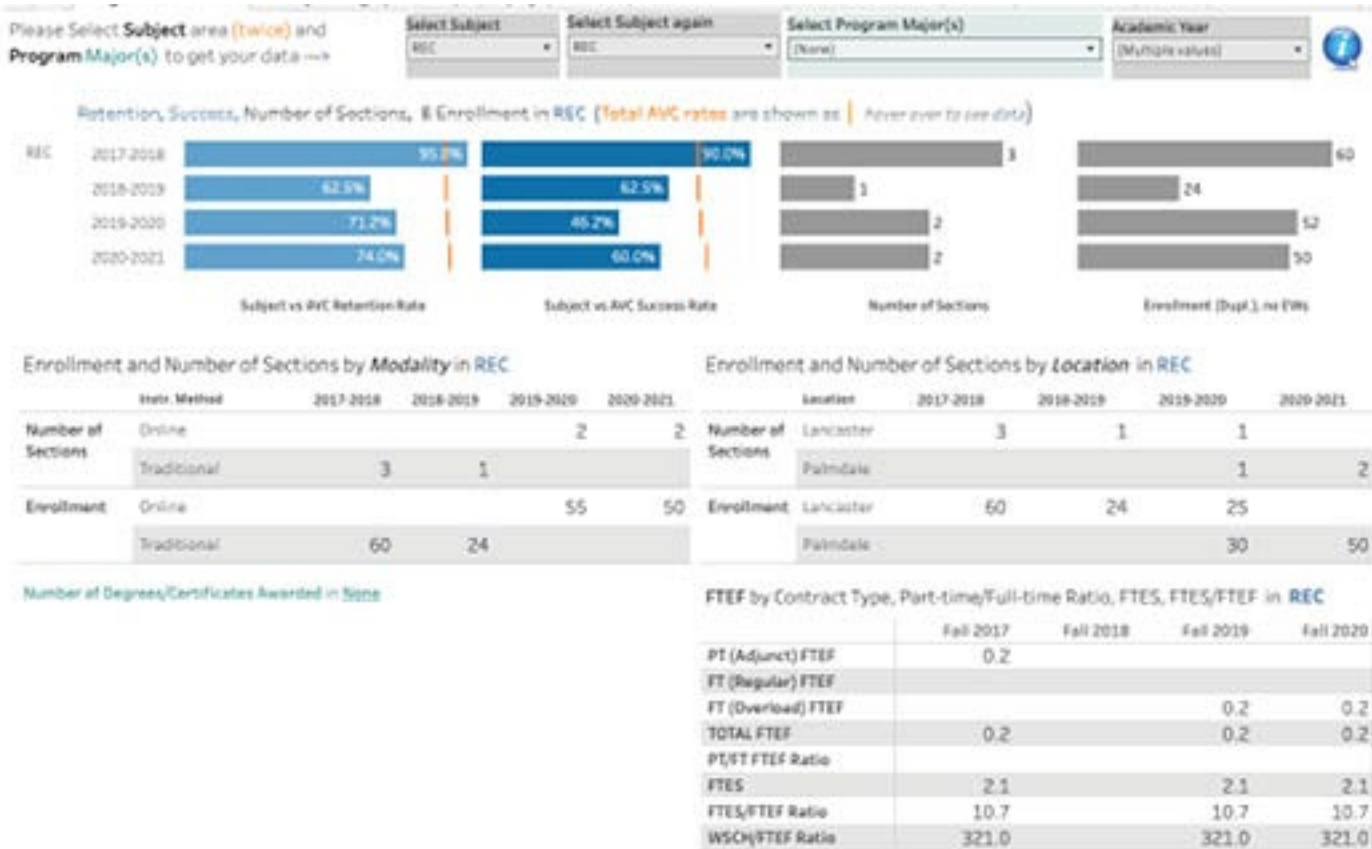 Please Select Subject area (twice) and
Program Major(s) to get your data --->
Select Subject
REC
Select Subject again
REC
Select Program Major(s)
(None)
Academic Year
(Multiple values)
Retention, Success, Number of Sections, & Enrollment in REC (Total AVC rates are shown as | hover over to see data)
REC
2017-2018 90.0% 3 60
2018-2019 62.5% 62.5% 1 24
2019-2020 71.2% 46.2% 2 52
2020-2021 74.0% 60.0% 2 50
Subject vs AVC Retention Rate Subject vs AVC Success Rate Number of Sections Enrollment (Dupl.), no EWs
Enrollment and Number of Sections by Modality in REC
Instr. Method 2017-2018 2018-2019 2019-2020 2020-2021
Number of Sections Online 2 2
Traditional 3 1
Enrollment Online 55 50
Traditional 60 24
Enrollment and Number of Sections by Location in REC
Location 2017-2018 2018-2019 2019-2020 2020-2021
Number of Sections Lancaster 3 1 1
Palmdale 1 2
Enrollment Lancaster 60 24 25
Palmdale 30 50
Number of Degrees/Certificates Awarded in None
FTEF by Contract Type, Part-time/Full-time Ratio, FTES, FTES/FTEF in REC
Fall 2017 Fall 2018 Fall 2019 Fall 2020
PT (Adjunct) FTEF 0.2
FT (Regular) FTEF
FT (Overload) FTEF 0.2 0.2
TOTAL FTEF 0.2 0.2 0.2
PT/FT FTEF Ratio
FTES 2.1 2.1 2.1
FTES/FTEF Ratio 10.7 10.7 10.7
WSCH/FTEF Ratio 321.0 321.0 321.0